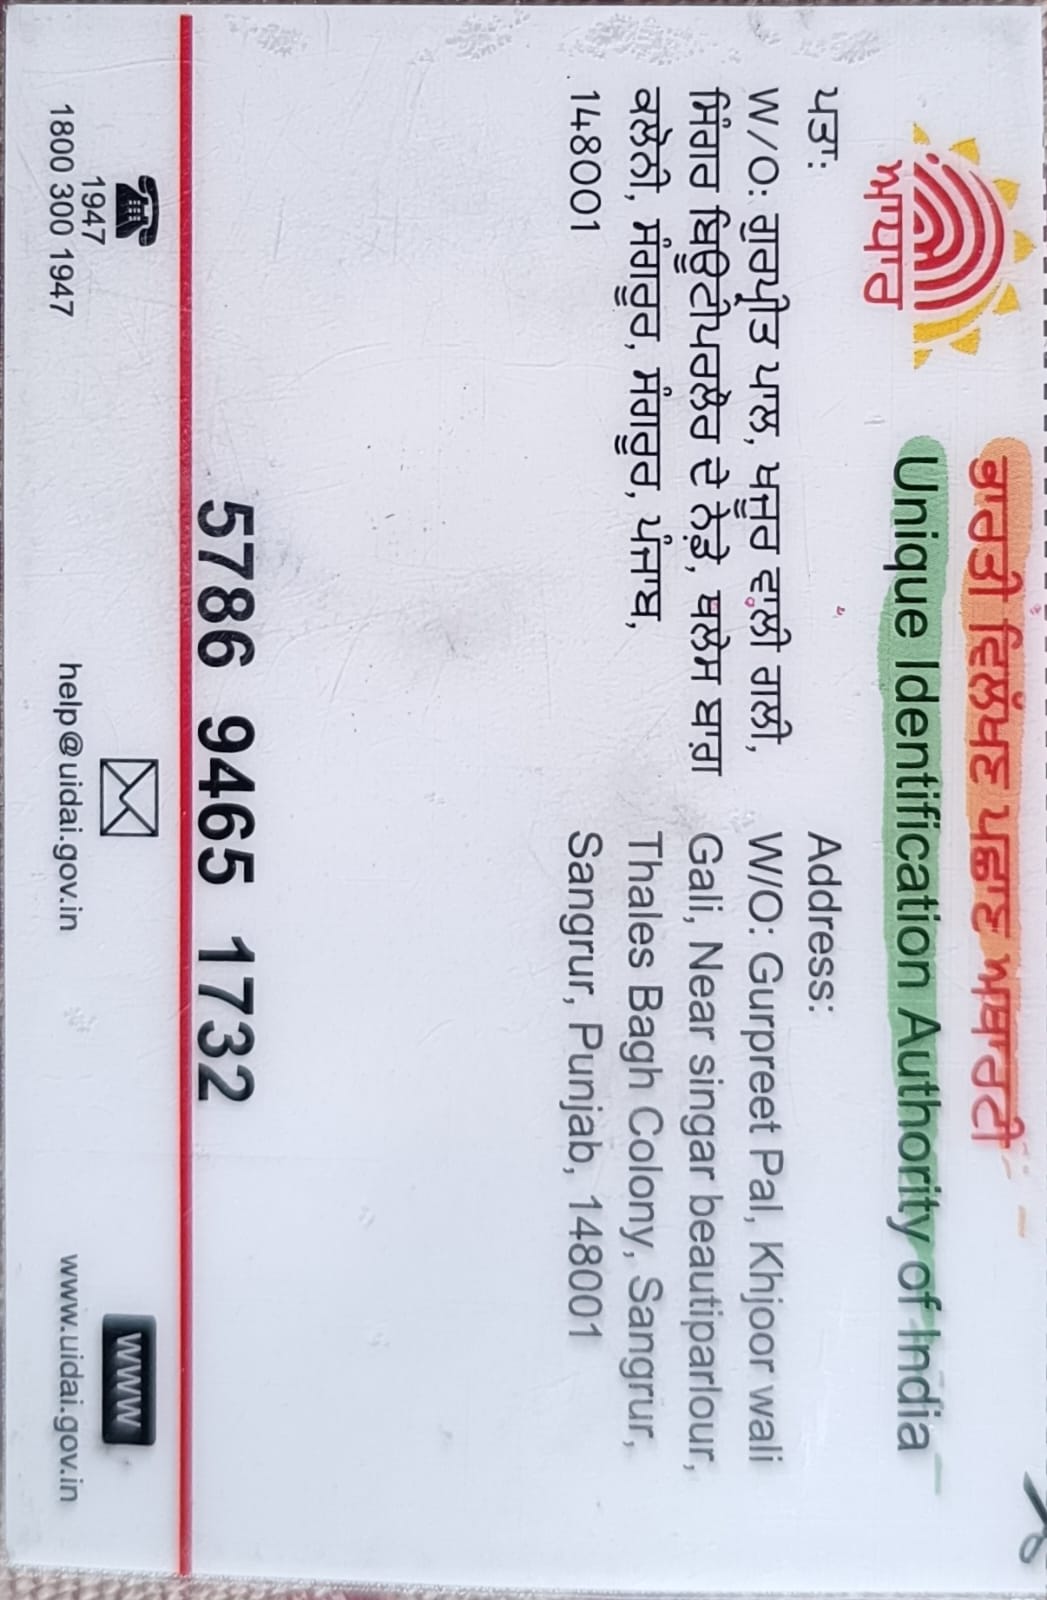 ਭਾਰਤੀ ਵਿਲੱਖਣ ਪਛਾਣ ਅਥਾਰਟੀ
Unique Identification Authority of India
ਆਧਾਰ
ਪਤਾ:
W/O: ਗੁਰਪ੍ਰੀਤ ਪਾਲ, ਖਜੂਰ ਵਾਲੀ ਗਲੀ,
ਸਿੰਗਰ ਬਿਊਟੀਪਰਲੌਰ ਦੇ ਨੇੜੇ, ਥਲੇਸ ਬਾਗ਼
ਕਲੋਨੀ, ਸੰਗਰੂਰ, ਸੰਗਰੂਰ, ਪੰਜਾਬ,
148001
Address:
W/O: Gurpreet Pal, Khjoor wali
Gali, Near singar beautiparlour,
Thales Bagh Colony, Sangrur,
Sangrur, Punjab, 148001
5786 9465 1732
1947
1800 300 1947
help@uidai.gov.in
WWW
www.uidai.gov.in